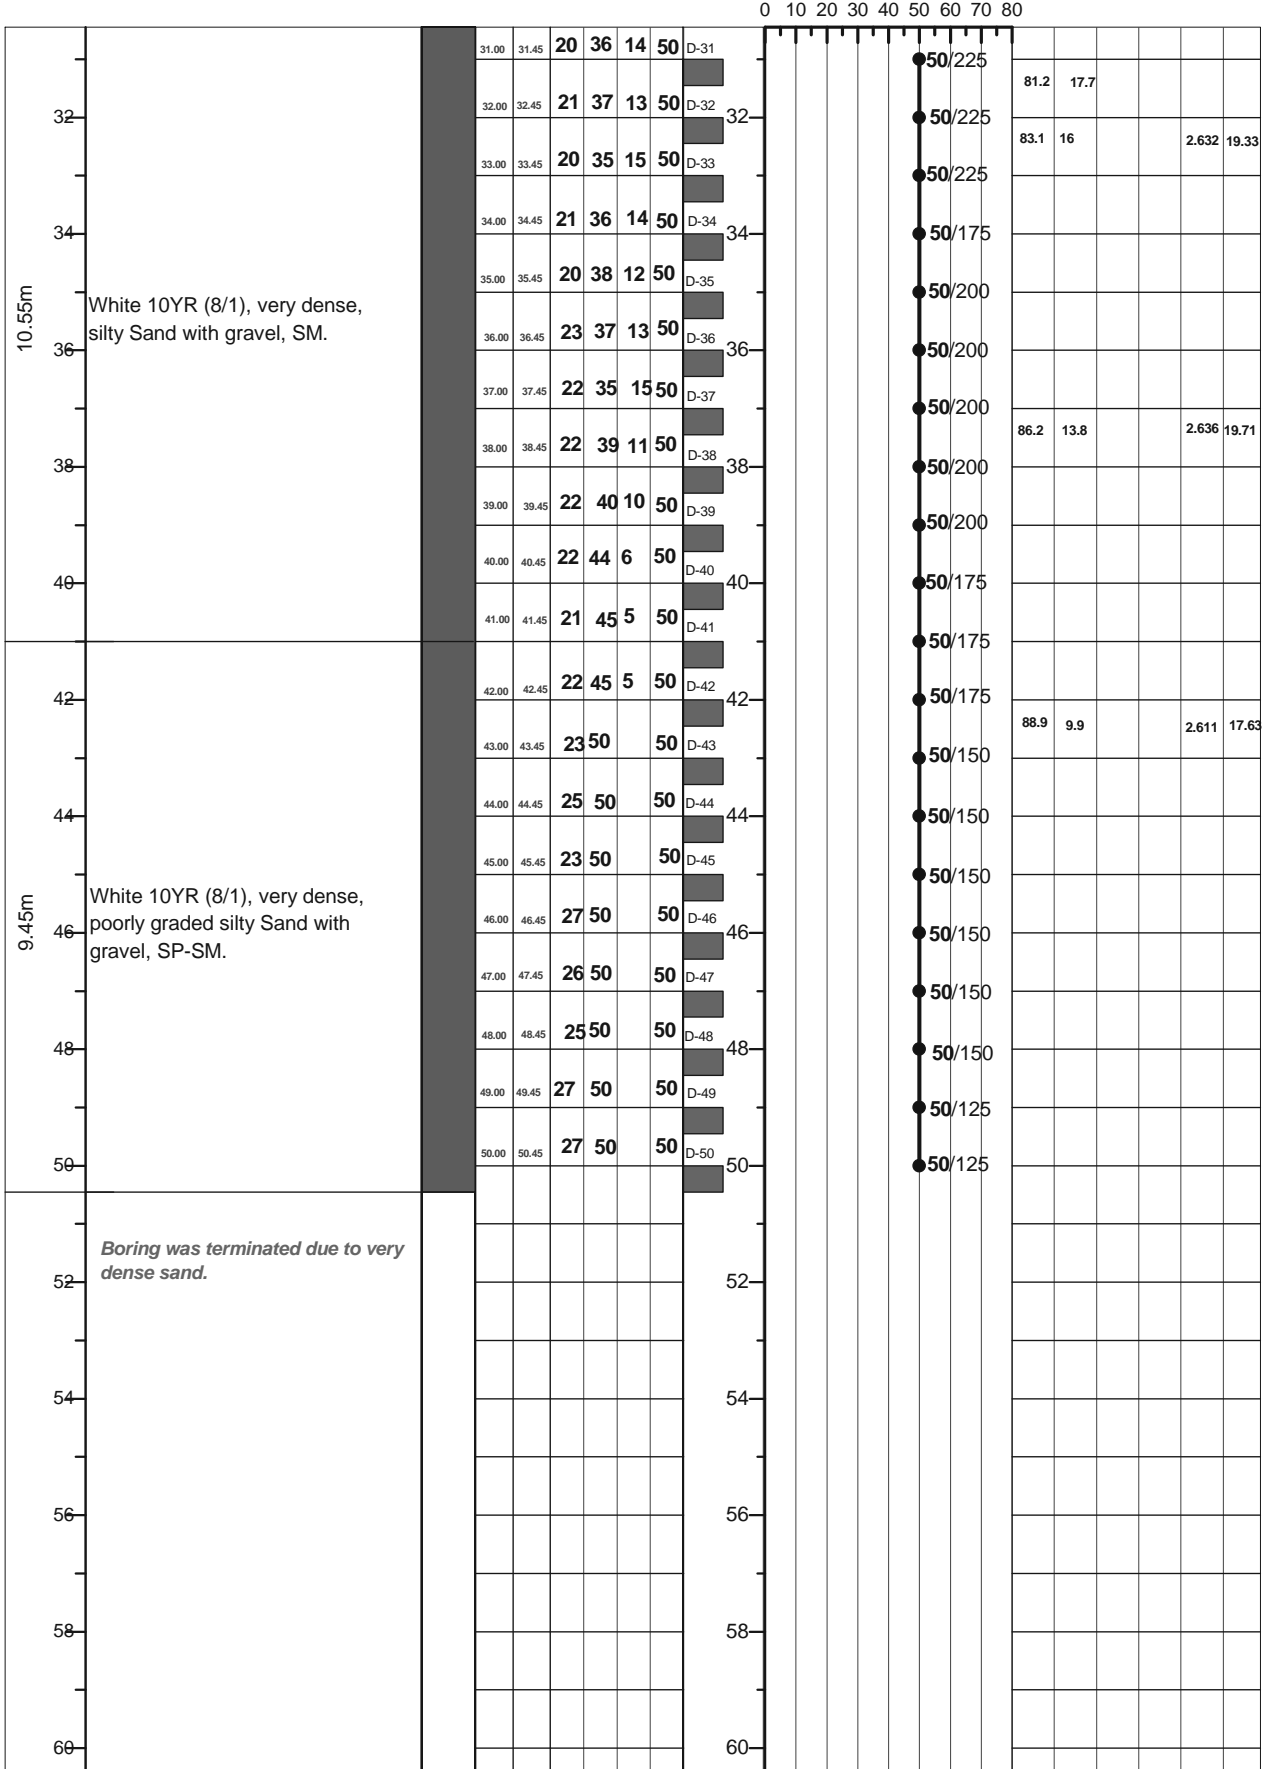 0 10 20 30 40 50 60 70 80
31.00 31.45 20 36 14 50 D-31 50/225
81.2 17.7
32.00 32.45 21 37 13 50 D-32
32 32 50/225
83.1 16 2.632 19.33
33.00 33.45 20 35 15 50 D-33 50/225
34.00 34.45 21 36 14 50 D-34
34 34 50/175
35.00 35.45 20 38 12 50 D-35 50/200
10.55m
White 10YR (8/1), very dense,
silty Sand with gravel, SM.
36.00 36.45 23 37 13 50 D-36
36 36 50/200
37.00 37.45 22 35 15 50 D-37 50/200
86.2 13.8 2.636 19.71
38.00 38.45 22 39 11 50 D-38
38 38 50/200
39.00 39.45 22 40 10 50 D-39 50/200
40.00 40.45 22 44 6 50 D-40
40 40 50/175
41.00 41.45 21 45 5 50 D-41 50/175
42.00 42.45 22 45 5 50 D-42
42 42 50/175
88.9 9.9 2.611 17.63
43.00 43.45 23 50 50 D-43 50/150
44.00 44.45 25 50 50 D-44
44 44 50/150
45.00 45.45 23 50 50 D-45 50/150
9.45m
White 10YR (8/1), very dense,
poorly graded silty Sand with
gravel, SP-SM.
46.00 46.45 27 50 50 D-46
46 46 50/150
47.00 47.45 26 50 50 D-47 50/150
48.00 48.45 25 50 50 D-48
48 48 50/150
49.00 49.45 27 50 50 D-49 50/125
50.00 50.45 27 50 50 D-50
50 50 50/125
Boring was terminated due to very
dense sand.
52 52
54 54
56 56
58 58
60 60